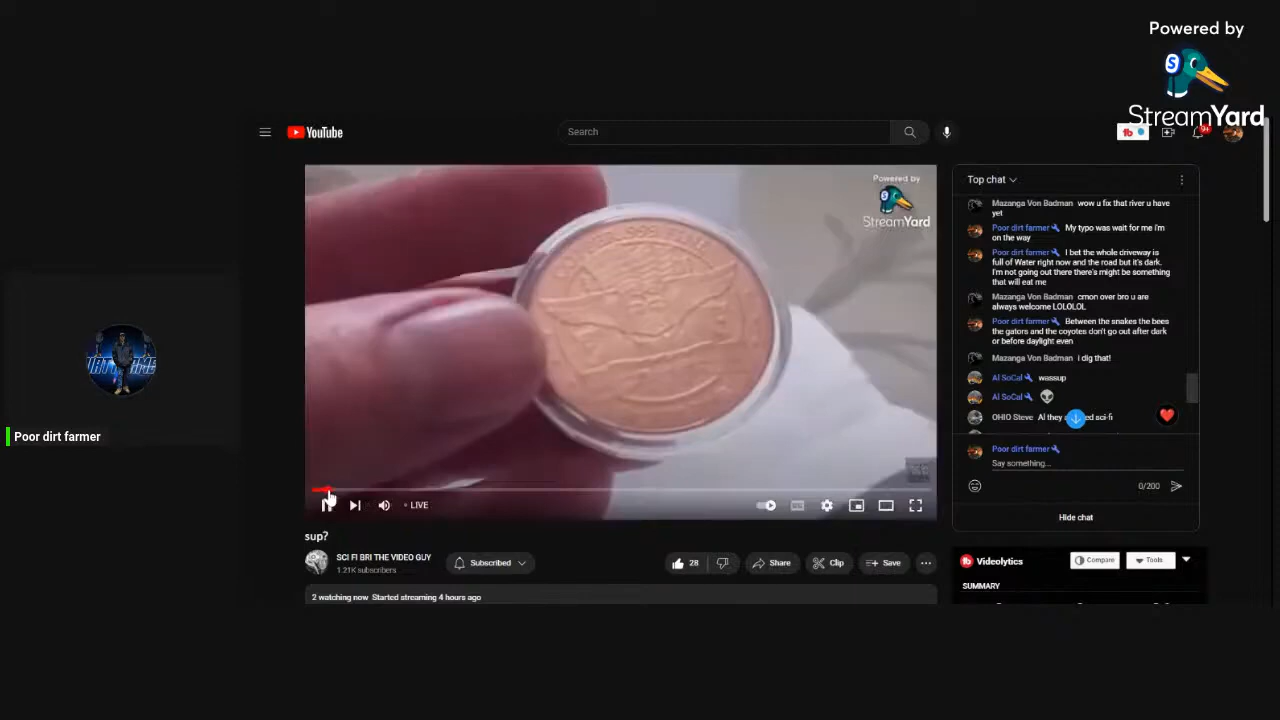 Powered by
StreamYard
YouTube
Search
9+
Powered by
StreamYard
999
LIVE
Top chat
Mazanga Von Badman wow u fix that river u have
yet
Poor dirt farmer My typo was wait for me I'm
on the way
Poor dirt farmer I bet the whole driveway is
full of Water right now and the road but it's dark.
I'm not going out there there's might be something
that will eat me
Mazanga Von Badman cmon over bro u are
always welcome LOLOLOL
Poor dirt farmer Between the snakes the bees
the gators and the coyotes don't go out after dark
or before daylight even
Mazanga Von Badman i dig that!
Al SoCal wassup
Al SoCal
OHIO Steve Al they ed sci-fi
Poor dirt farmer
Say something...
0/200
Hide chat
Poor dirt farmer
sup?
SCI FI BRI THE VIDEO GUY
1.21K subscribers
Subscribed
28
Share
Clip
Save
2 watching now Started streaming 4 hours ago
tb Videolytics
Compare
Tools
SUMMARY